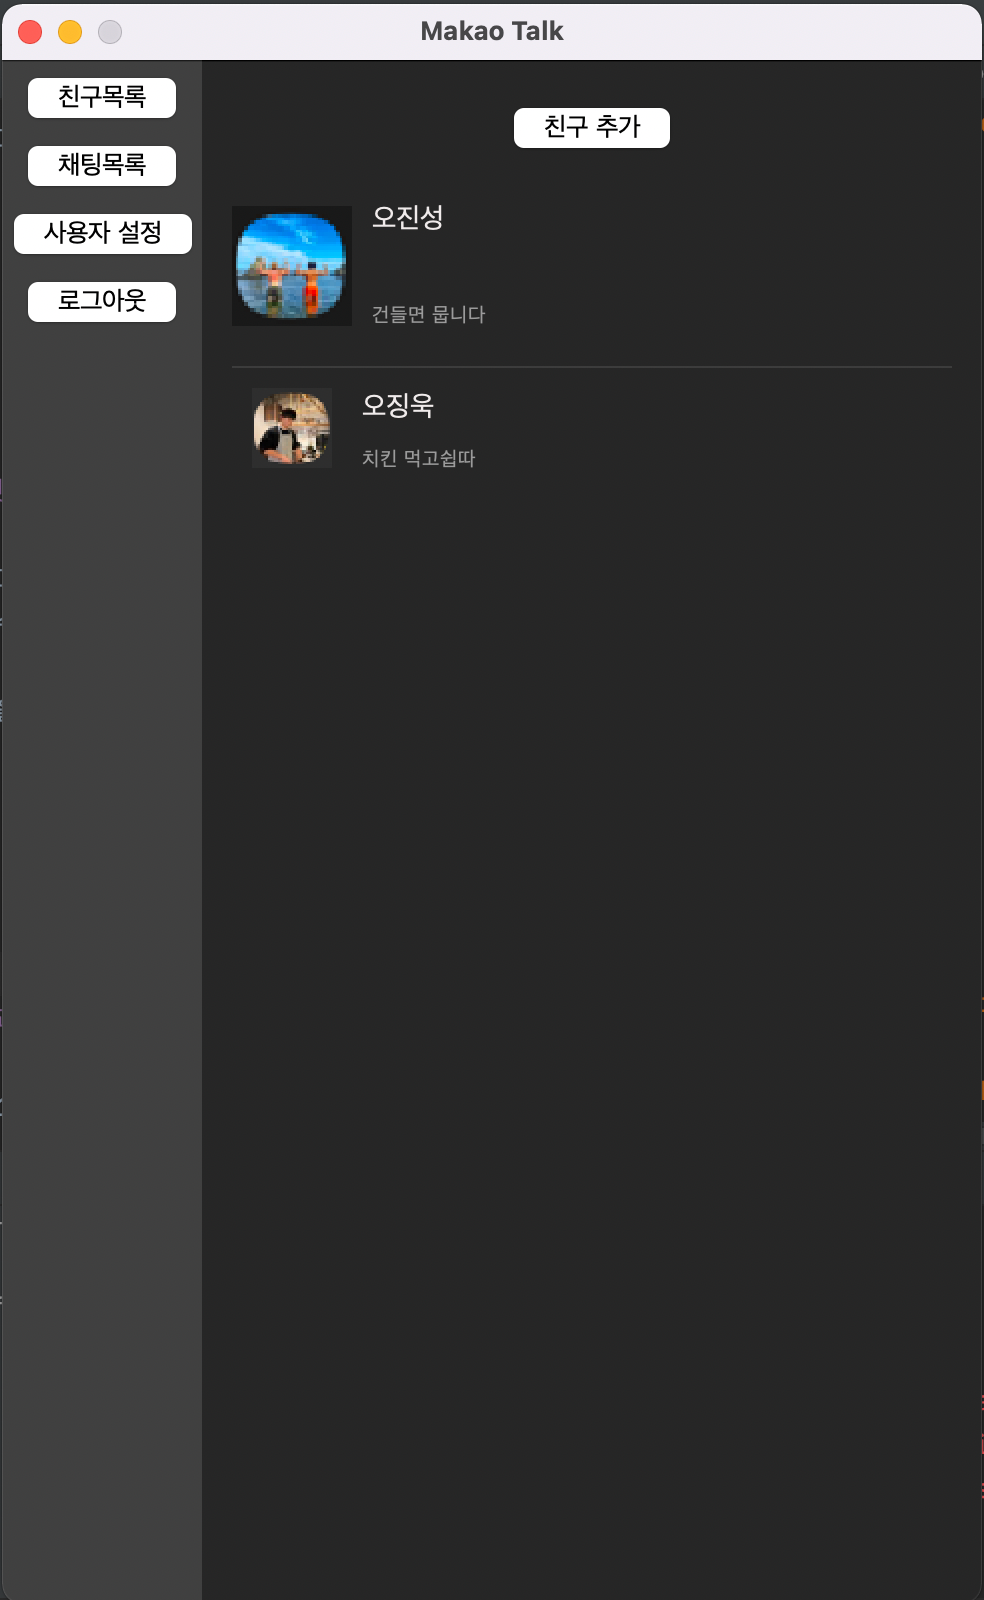 Makao Talk
친구목록
채팅목록
사용자 설정
로그아웃
친구 추가
오진성
건들면 뭅니다
오징욱
치킨 먹고쉽따